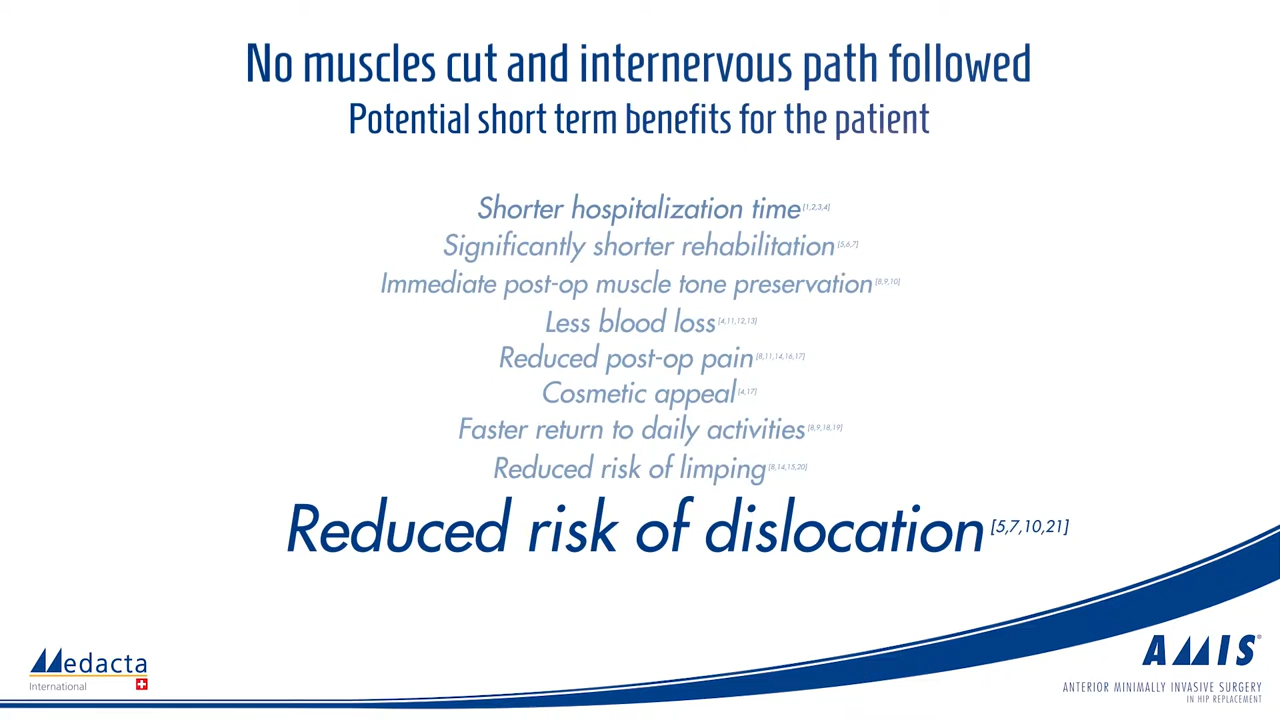 No muscles cut and internervous path followed
Potential short term benefits for the patient
Shorter hospitalization time[1,2,3,4]
Significantly shorter rehabilitation[5,6,7]
Immediate post-op muscle tone preservation[8,9,10]
Less blood loss[4,11,12,13]
Reduced post-op pain[8,11,14,16,17]
Cosmetic appeal[4,17]
Faster return to daily activities[8,9,18,19]
Reduced risk of limping[8,14,15,20]
Reduced risk of dislocation[5,7,10,21]
Medacta
International
AMIS®
ANTERIOR MINIMALLY INVASIVE SURGERY
IN HIP REPLACEMENT